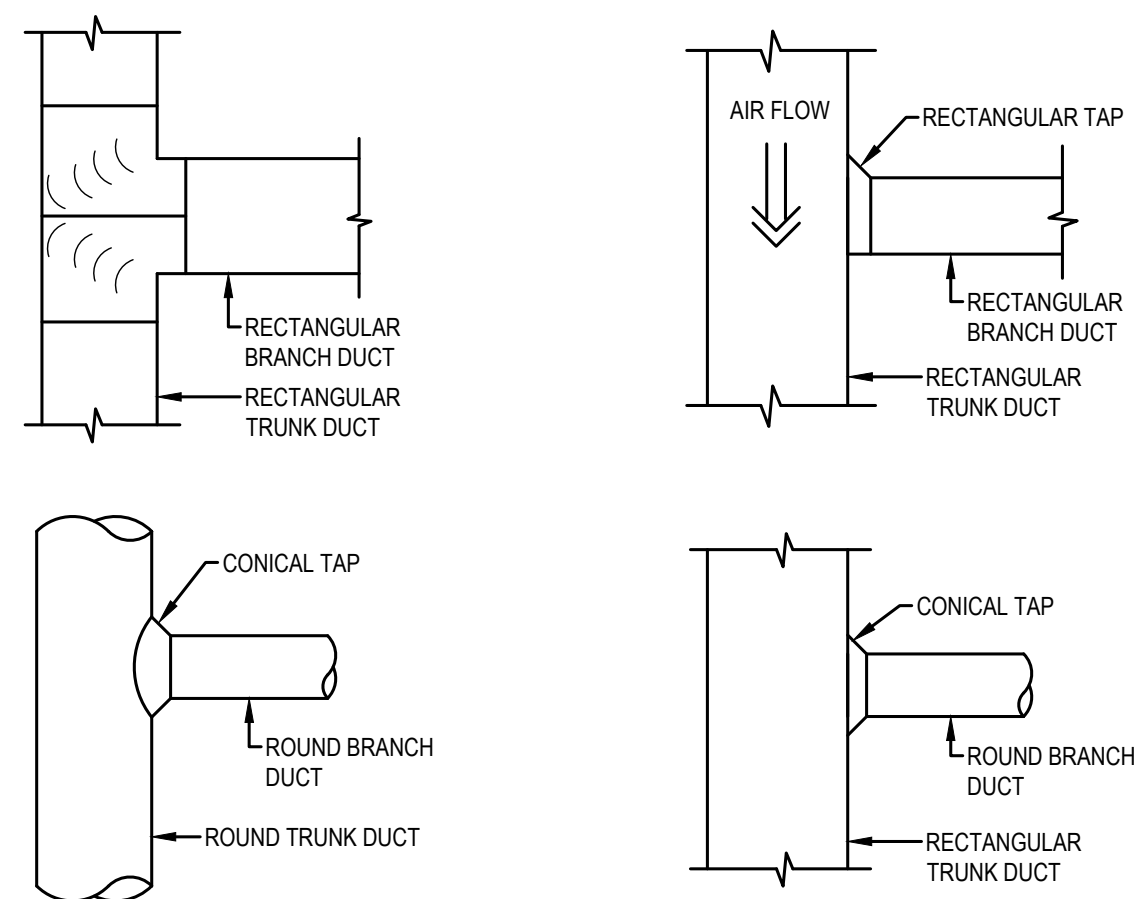 RECTANGULAR
BRANCH DUCT
RECTANGULAR
TRUNK DUCT
AIR FLOW
RECTANGULAR TAP
RECTANGULAR
BRANCH DUCT
RECTANGULAR
TRUNK DUCT
CONICAL TAP
ROUND BRANCH
DUCT
ROUND TRUNK DUCT
CONICAL TAP
ROUND BRANCH
DUCT
RECTANGULAR
TRUNK DUCT